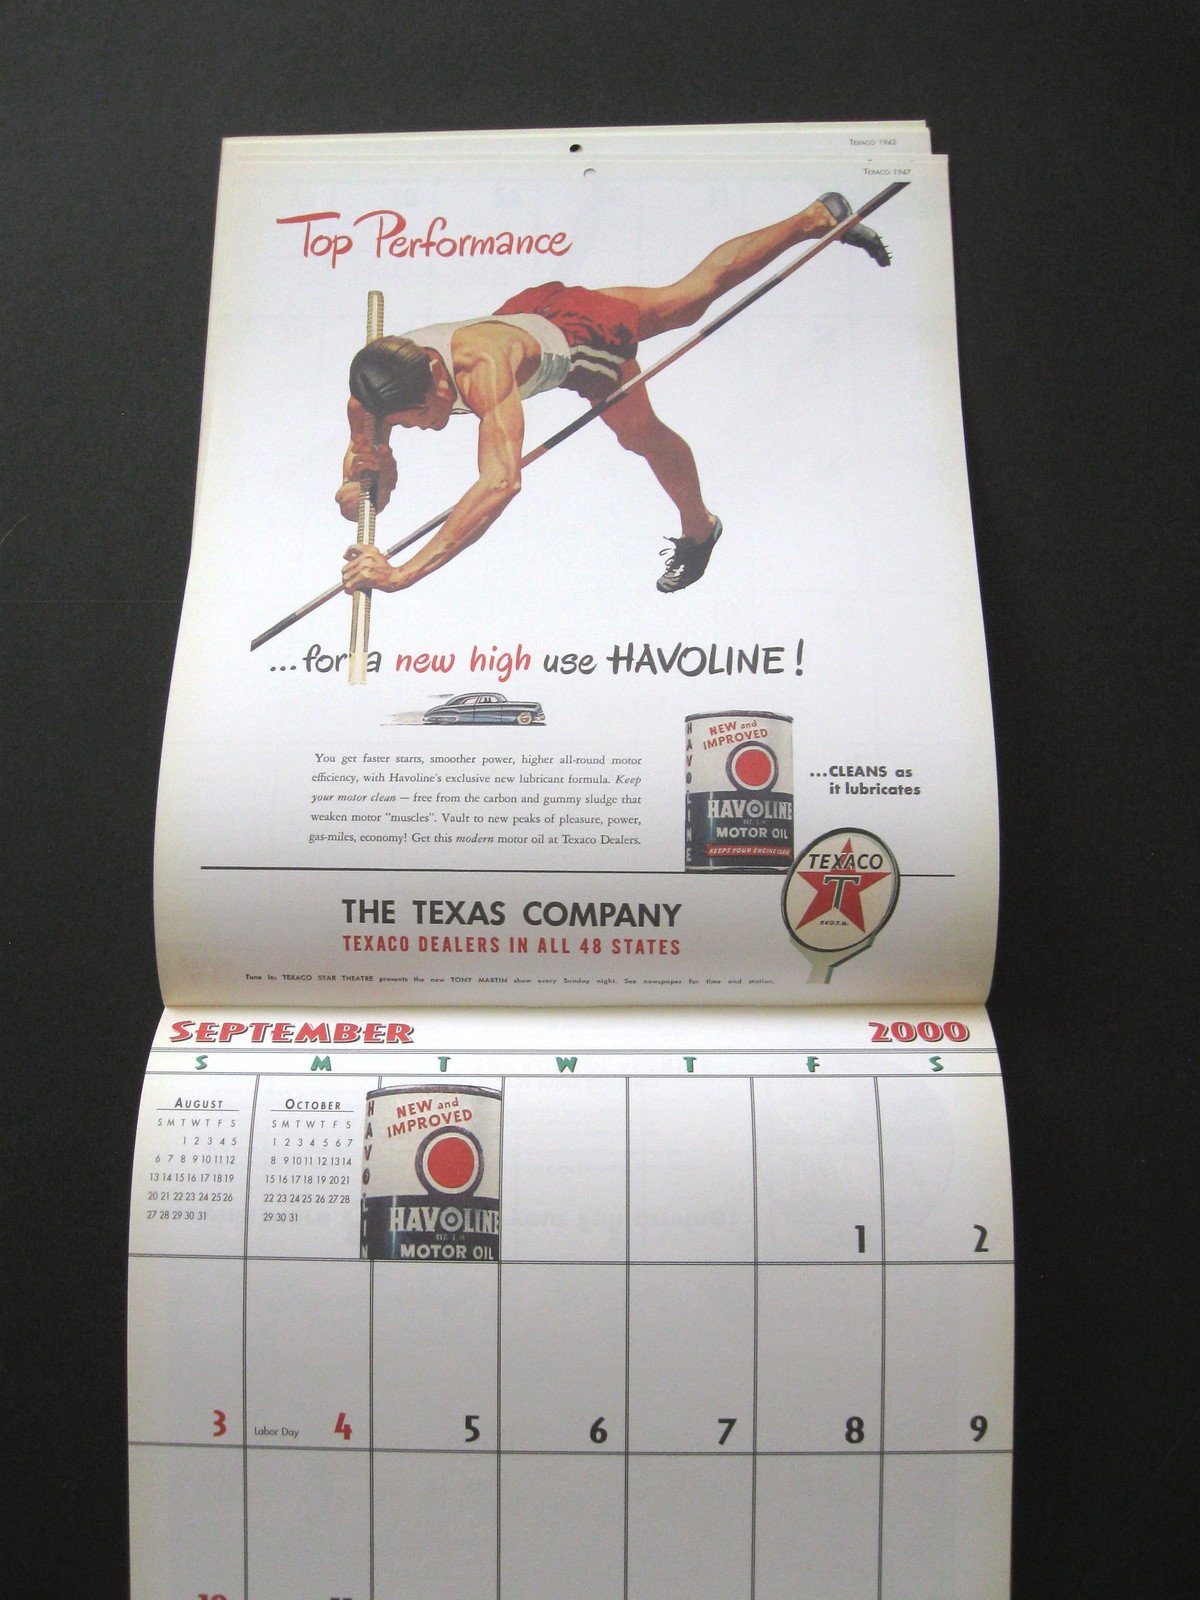 TEXACO 1942
TEXACO 1947
Top Performance
...for a new high use HAVOLINE!
You get faster starts, smoother power, higher all-round motor
efficiency, with Havoline's exclusive new lubricant formula. Keep
your motor clean — free from the carbon and gummy sludge that
weaken motor "muscles". Vault to new peaks of pleasure, power,
gas-miles, economy! Get this modern motor oil at Texaco Dealers.
HAVOLINE
NEW and
IMPROVED
HAVOLINE
MOTOR OIL
KEEPS YOUR ENGINE CLEAN
...CLEANS as
it lubricates
TEXACO
T
REG. T.M.
THE TEXAS COMPANY
TEXACO DEALERS IN ALL 48 STATES
Tune in: TEXACO STAR THEATRE presents the new TONY MARTIN show every Sunday night. See newspaper for time and station.
SEPTEMBER 2000
S M T W T F S
AUGUST
S M T W T F S
1 2 3 4 5
6 7 8 9 10 11 12
13 14 15 16 17 18 19
20 21 22 23 24 25 26
27 28 29 30 31
OCTOBER
S M T W T F S
1 2 3 4 5 6 7
8 9 10 11 12 13 14
15 16 17 18 19 20 21
22 23 24 25 26 27 28
29 30 31
HAVOLIN
NEW and
IMPROVED
HAVOLINE
MOTOR OIL
1 2
3 Labor Day 4 5 6 7 8 9
10 11